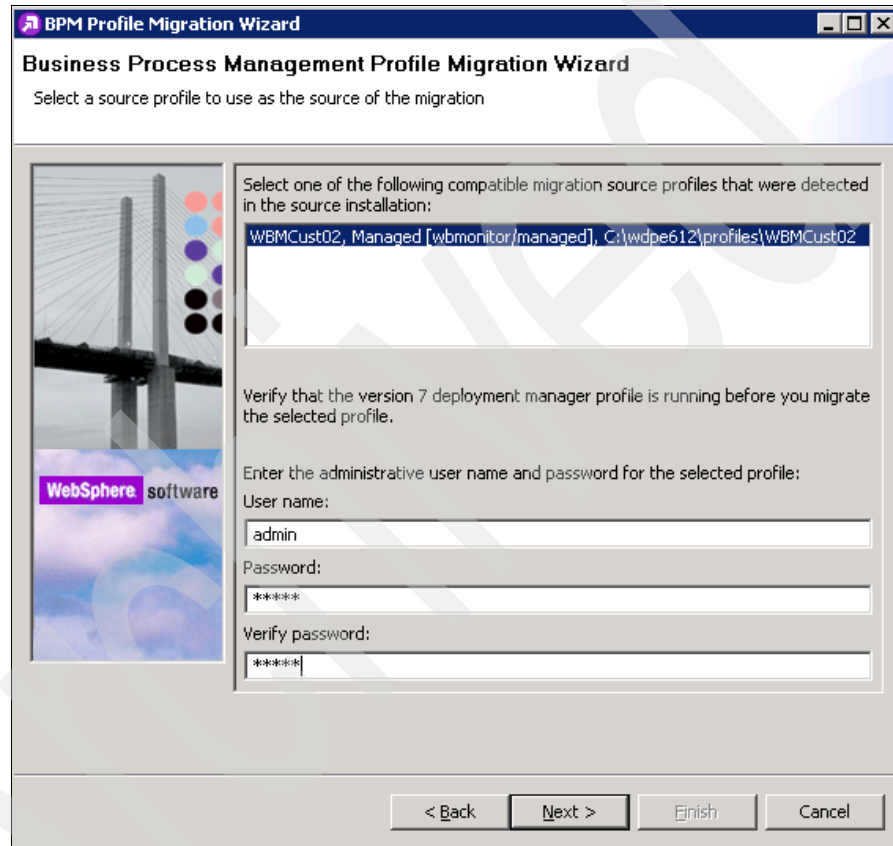 BPM Profile Migration Wizard
Business Process Management Profile Migration Wizard
Select a source profile to use as the source of the migration
Select one of the following compatible migration source profiles that were detected
in the source installation:
WBMCust02, Managed [wbmonitor/managed], C:\wdpe612\profiles\WBMCust02
Verify that the version 7 deployment manager profile is running before you migrate
the selected profile.
Enter the administrative user name and password for the selected profile:
User name:
admin
Password:
*****
Verify password:
*****
WebSphere software
< Back
Next >
Finish
Cancel